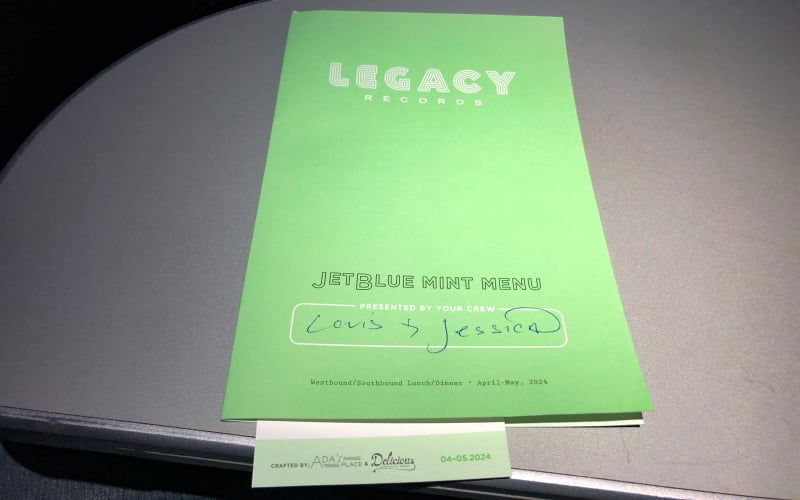 LEGACY
RECORDS
JETBLUE MINT MENU
PRESENTED BY YOUR CREW
Louis & Jessica
Westbound/Southbound Lunch/Dinner • April-May, 2024
CRAFTED BY: ADA'S PLACE & Delicious 04-05.2024